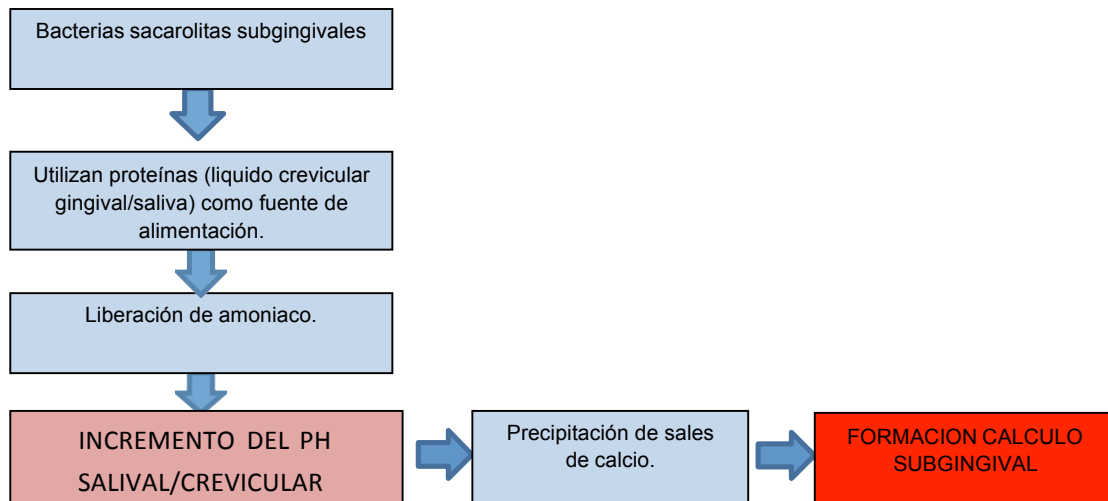 Bacterias sacarolitas subgingivales
Utilizan proteínas (liquido crevicular
gingival/saliva) como fuente de
alimentación.
Liberación de amoniaco.
INCREMENTO DEL PH
SALIVAL/CREVICULAR
Precipitación de sales
de calcio.
FORMACION CALCULO
SUBGINGIVAL